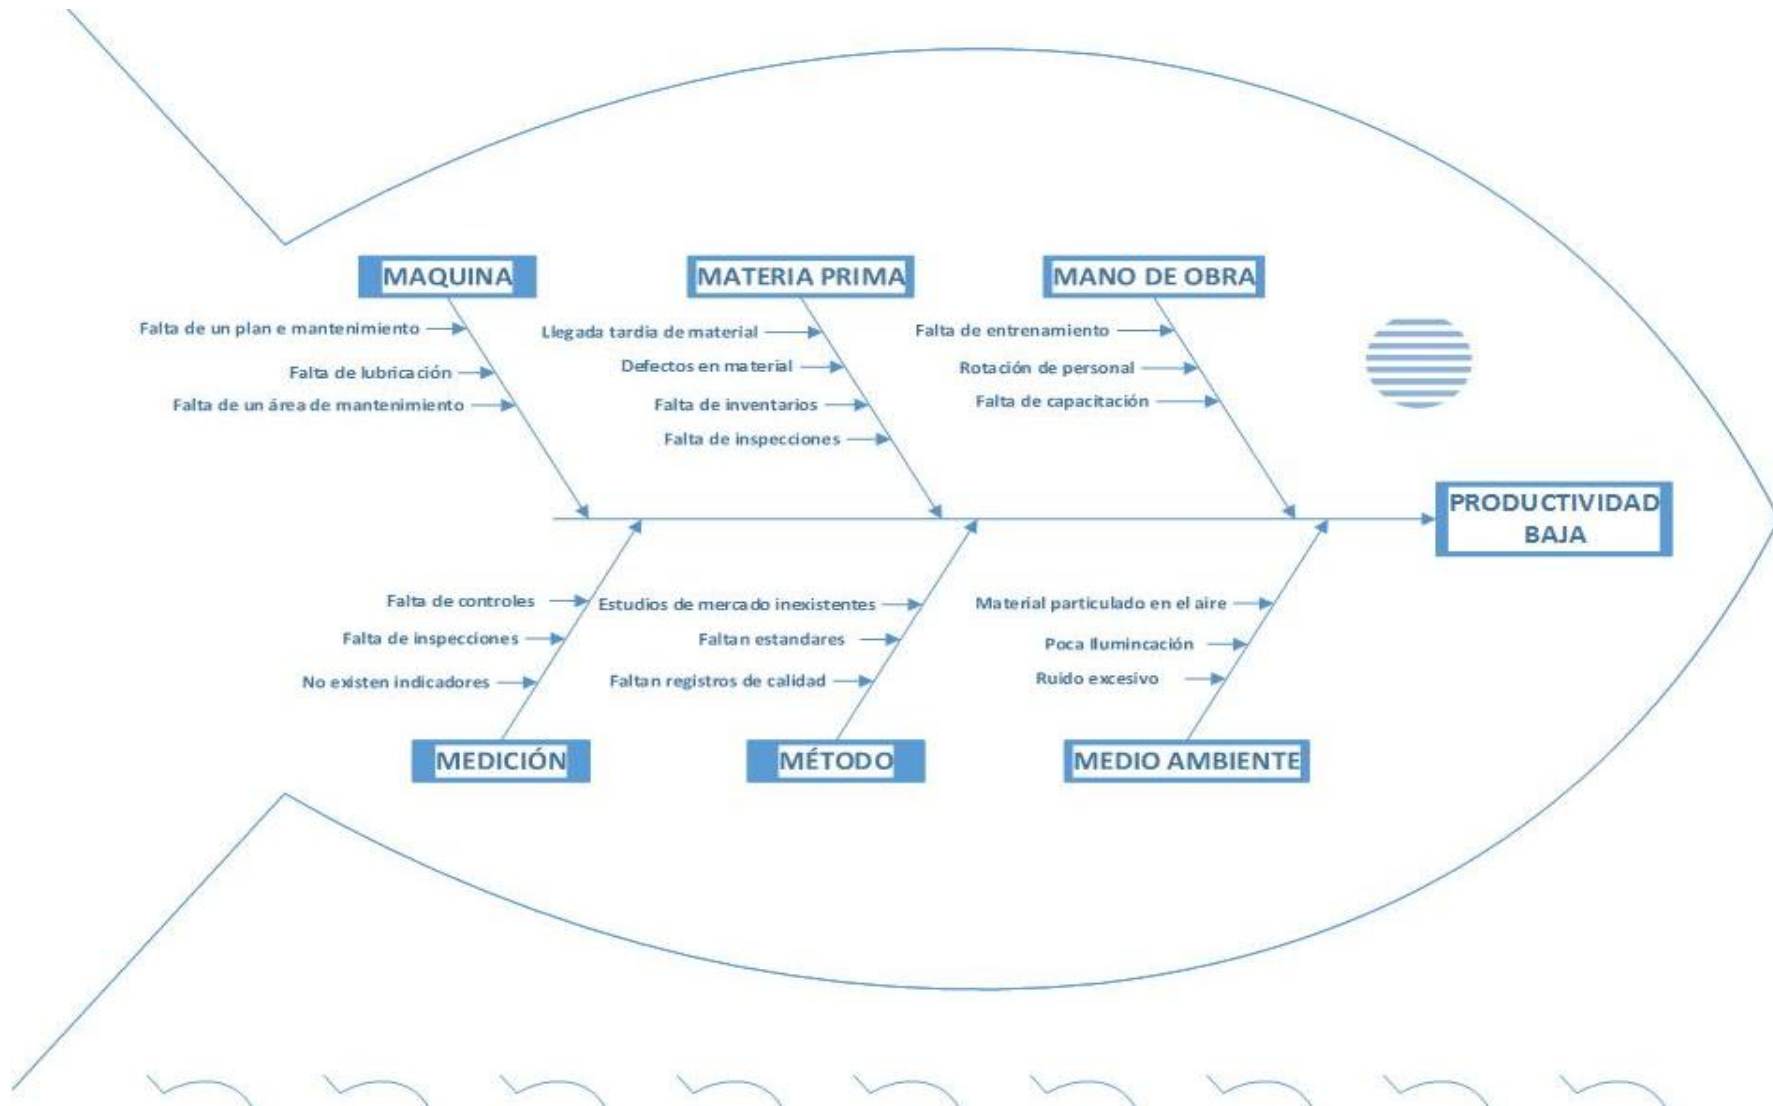 MAQUINA
Falta de un plan e mantenimiento
Falta de lubricación
Falta de un área de mantenimiento
MATERIA PRIMA
Llegada tardia de material
Defectos en material
Falta de inventarios
Falta de inspecciones
MANO DE OBRA
Falta de entrenamiento
Rotación de personal
Falta de capacitación
PRODUCTIVIDAD
BAJA
Falta de controles
Falta de inspecciones
No existen indicadores
MEDICIÓN
Estudios de mercado inexistentes
Faltan estandares
Faltan registros de calidad
MÉTODO
Material particulado en el aire
Poca Ilumincación
Ruido excesivo
MEDIO AMBIENTE